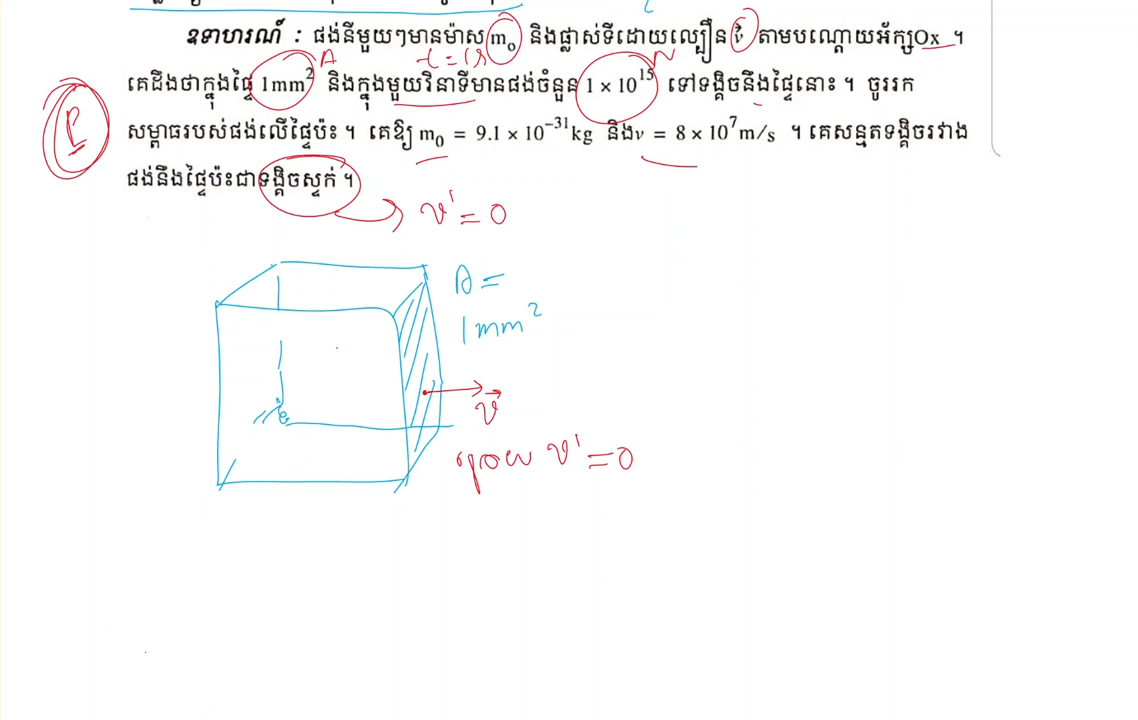 ឧទាហរណ៍ : ផង់នីមួយៗមានម៉ាស m₀ និងផ្លាស់ទីដោយល្បឿន v⃗ តាមបណ្តោយអ័ក្សOx ។
t = 1s
A
N
គេដឹងថាក្នុងផ្ទៃ 1mm² និងក្នុងមួយវិនាទីមានផង់ចំនួន 1 × 10¹⁵ ទៅទង្គិចនឹងផ្ទៃនោះ ។ ចូររក
P
សម្ពាធរបស់ផង់លើផ្ទៃប៉ះ ។ គេឱ្យ m₀ = 9.1 × 10⁻³¹kg និងv = 8 × 10⁷m/s ។ គេសន្មតទង្គិចរវាង
ផង់នឹងផ្ទៃប៉ះជាទង្គិចស្ទក់ ។
v' = 0
A =
1mm²
v⃗
v' = 0